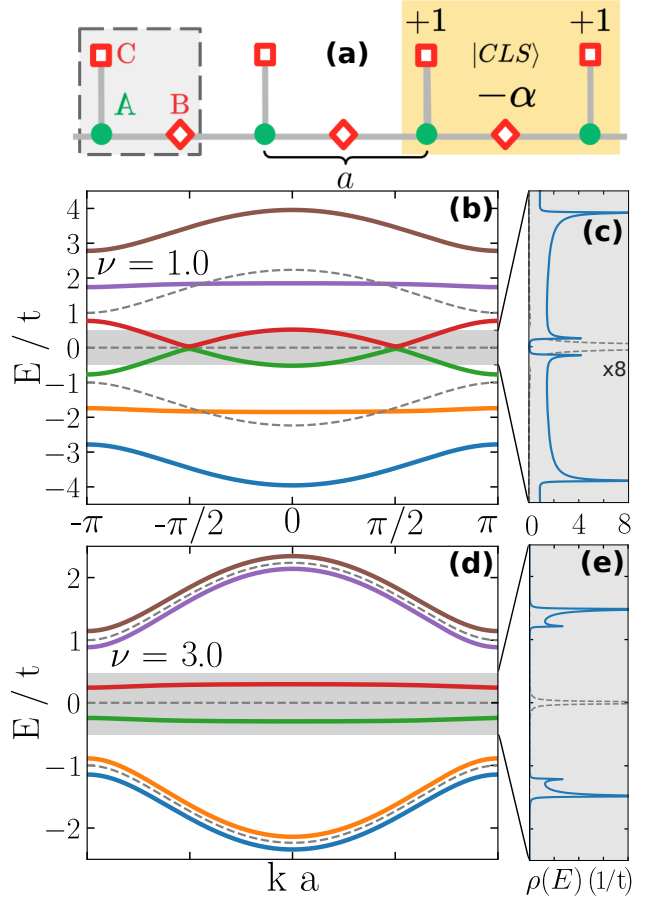 +1 (a) +1
C |CLS⟩
A B −α
a
(b) (c)
ν = 1.0
4
3
2
1
0
−1
−2
−3
−4
E / t
x8
-π -π/2 0 π/2 π
0 4 8
(d) (e)
ν = 3.0
2
1
0
−1
−2
E / t
k a
ρ(E) (1/t)